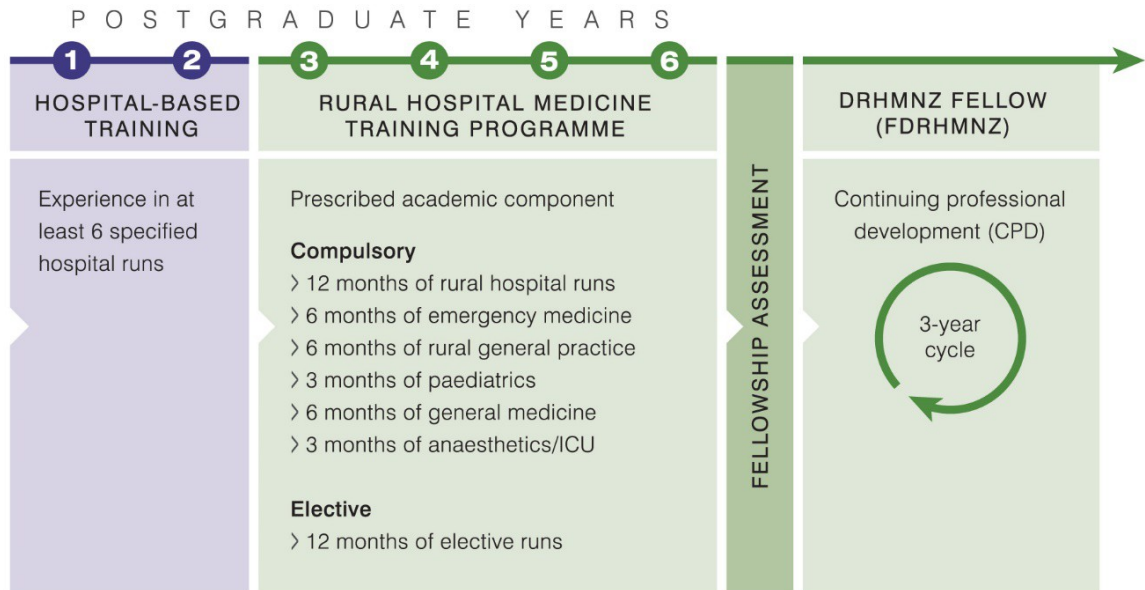 POSTGRADUATE YEARS
1 2 3 4 5 6
HOSPITAL-BASED
TRAINING
Experience in at
least 6 specified
hospital runs
RURAL HOSPITAL MEDICINE
TRAINING PROGRAMME
Prescribed academic component
Compulsory
> 12 months of rural hospital runs
> 6 months of emergency medicine
> 6 months of rural general practice
> 3 months of paediatrics
> 6 months of general medicine
> 3 months of anaesthetics/ICU
Elective
> 12 months of elective runs
FELLOWSHIP ASSESSMENT
DRHMNZ FELLOW
(FDRHMNZ)
Continuing professional
development (CPD)
3-year
cycle